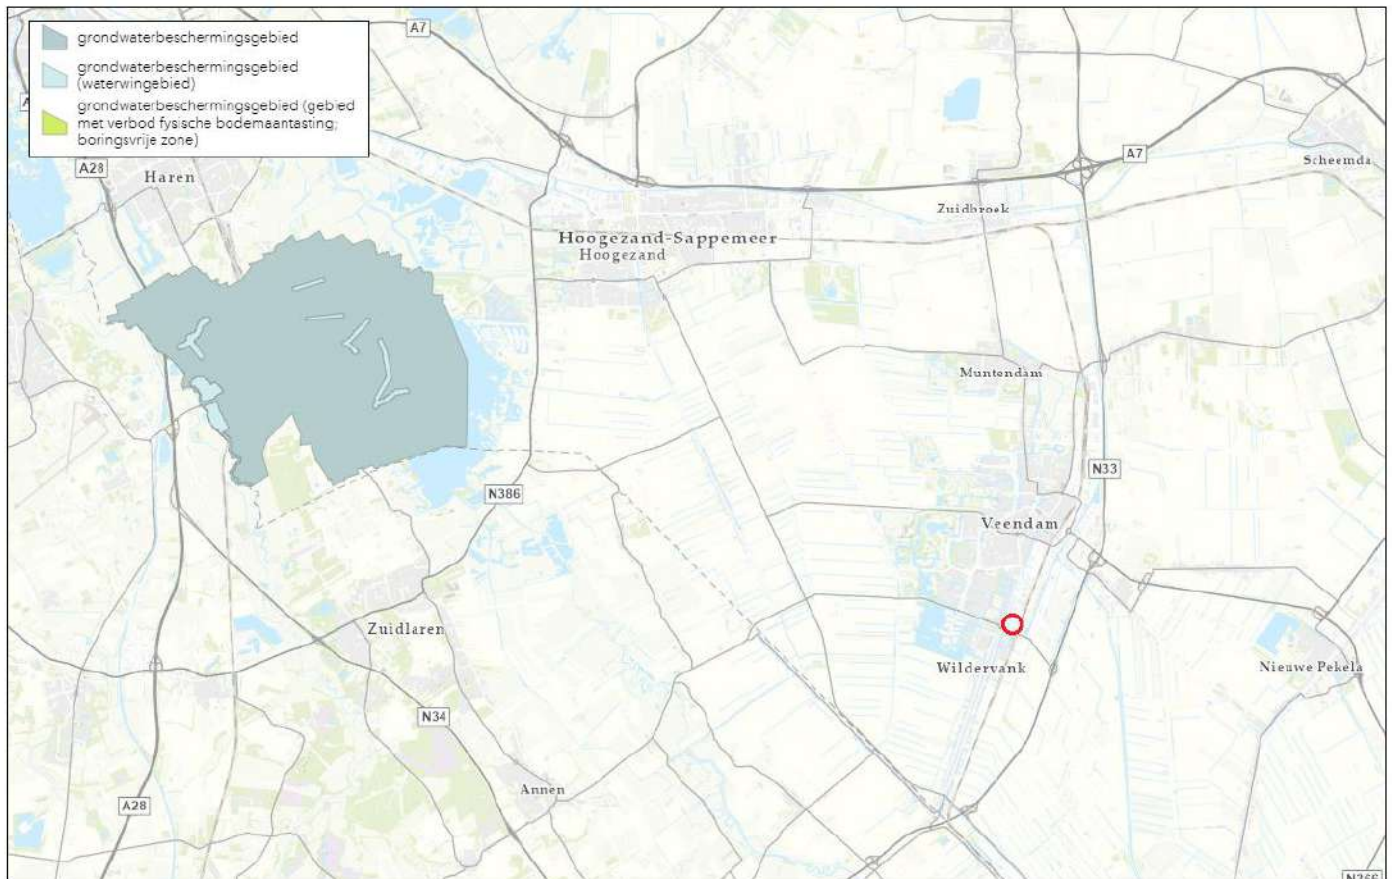 grondwaterbeschermingsgebied
grondwaterbeschermingsgebied
(waterwingebied)
grondwaterbeschermingsgebied (gebied
met verbod fysische bodemaantasting;
boringsvrije zone)
A7
A28
Haren
A7
Scheemda
Zuidbroek
Hoogezand-Sappemeer
Hoogezand
Muntendam
N33
N386
Veendam
Zuidlaren
Wildervank
Nieuwe Pekela
N34
Annen
A28